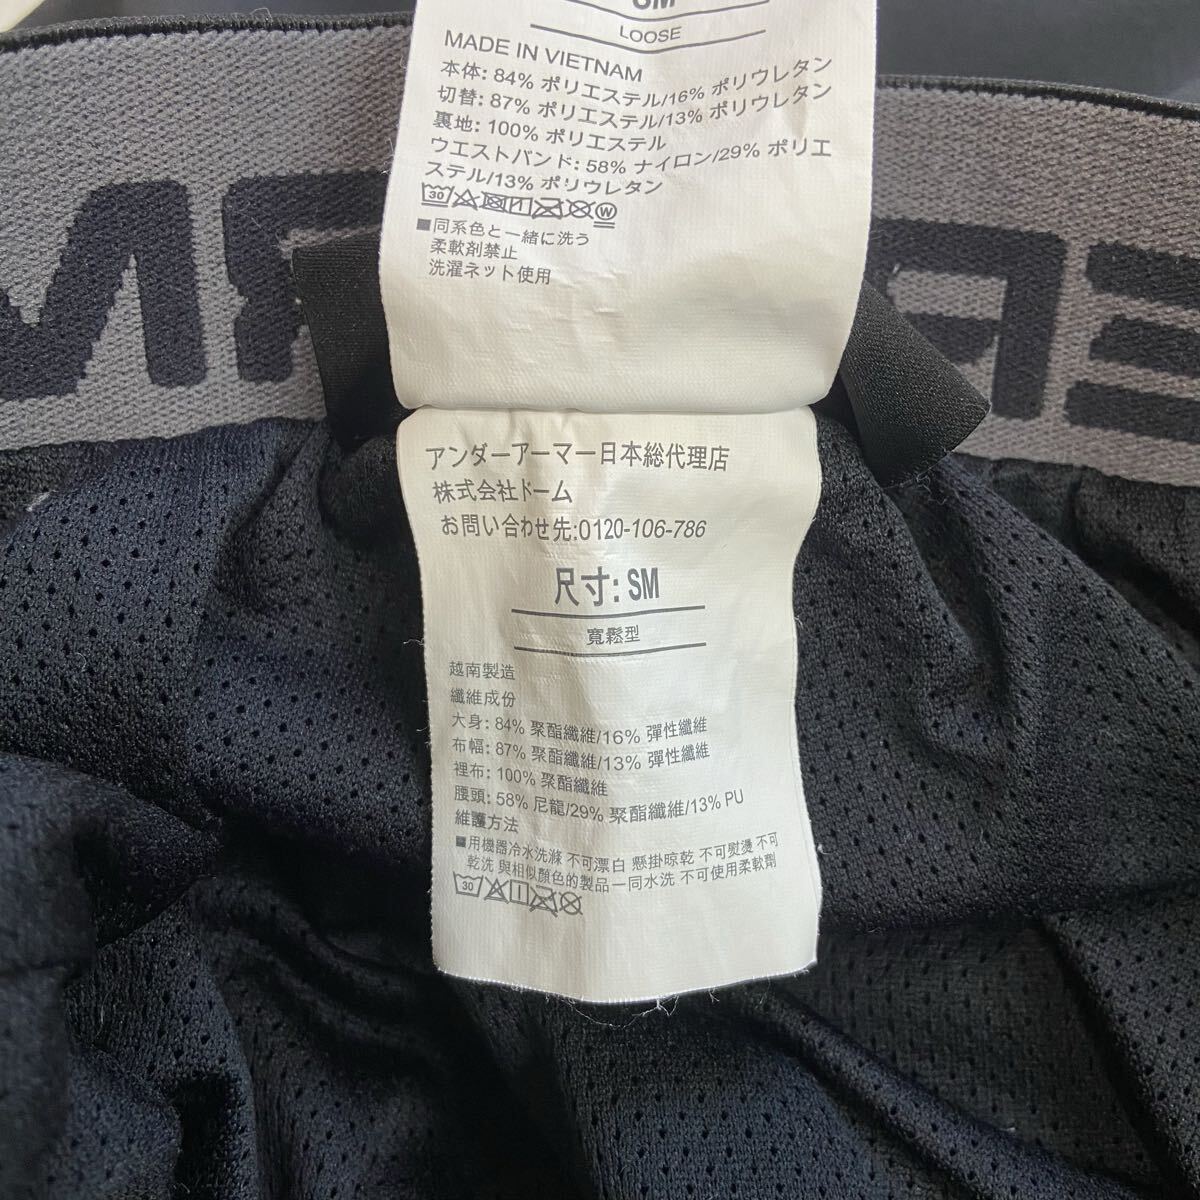 SM
LOOSE
MADE IN VIETNAM
本体: 84% ポリエステル/16% ポリウレタン
切替: 87% ポリエステル/13% ポリウレタン
裏地: 100% ポリエステル
ウエストバンド: 58% ナイロン/29% ポリエ
ステル/13% ポリウレタン
30 W
■同系色と一緒に洗う
柔軟剤禁止
洗濯ネット使用
アンダーアーマー日本総代理店
株式会社ドーム
お問い合わせ先:0120-106-786
尺寸: SM
寬鬆型
越南製造
纖維成份
大身: 84% 聚酯纖維/16% 彈性纖維
布幅: 87% 聚酯纖維/13% 彈性纖維
裡布: 100% 聚酯纖維
腰頭: 58% 尼龍/29% 聚酯纖維/13% PU
維護方法
■用機器冷水洗滌 不可漂白 懸掛晾乾 不可熨燙 不可
乾洗 與相似顏色的製品一同水洗 不可使用柔軟劑
30